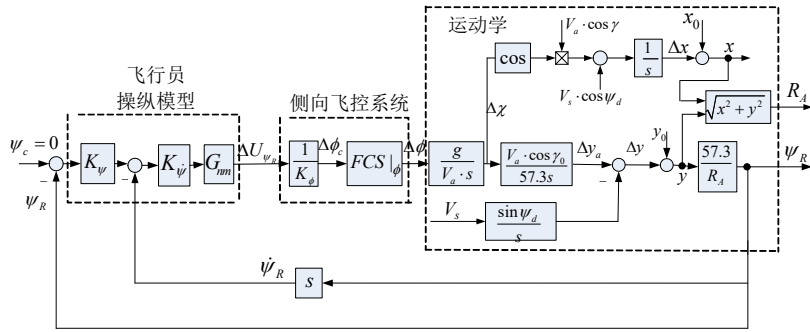 运动学
V_a · cos γ
x_0
cos
1/s
Δx
x
V_s · cos ψ_d
√(x² + y²)
R_A
飞行员
操纵模型
侧向飞控系统
Δχ
y_0
ψ_c = 0
K_ψ
K_ψ̇
G_nm
ΔU_ψ_R
1/K_ϕ
Δϕ_c
FCS|_ϕ
Δϕ
g/(V_a · s)
V_a · cos γ_0/57.3s
Δy_a
Δy
y
57.3/R_A
ψ_R
-
-
-
ψ_R
V_s
sin ψ_d/s
ψ̇_R
s